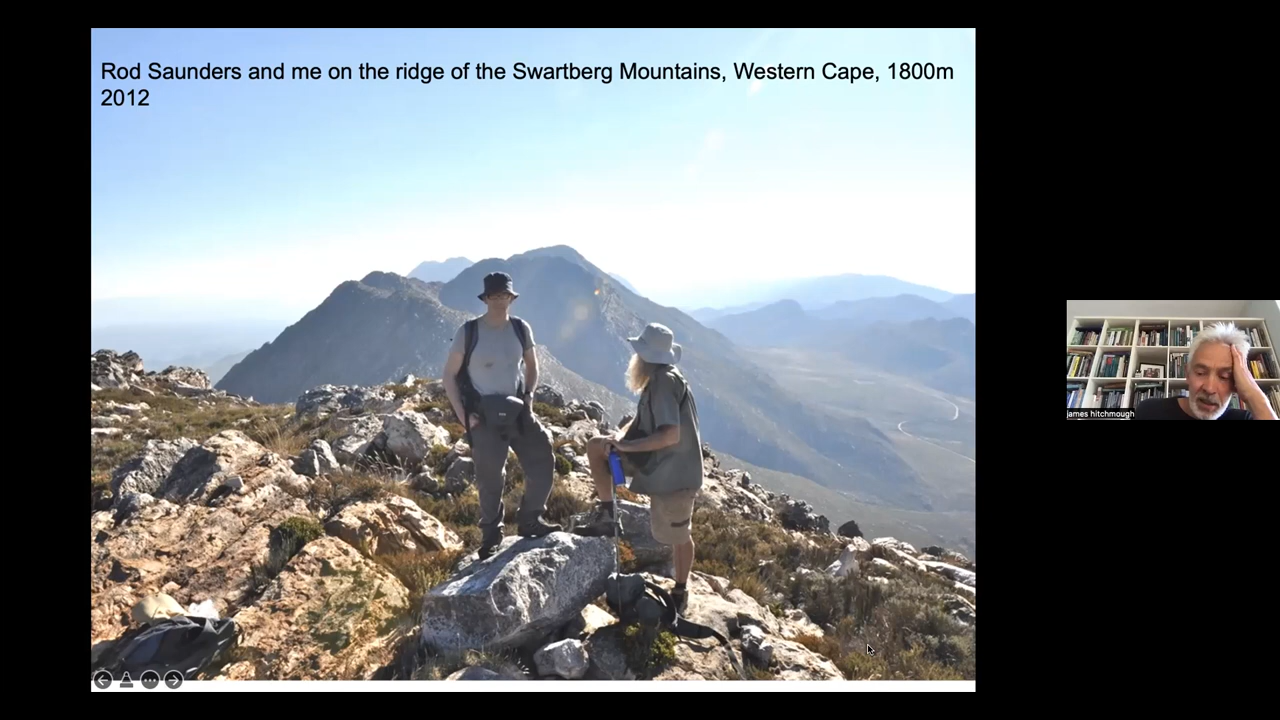 Rod Saunders and me on the ridge of the Swartberg Mountains, Western Cape, 1800m
2012
james hitchmough